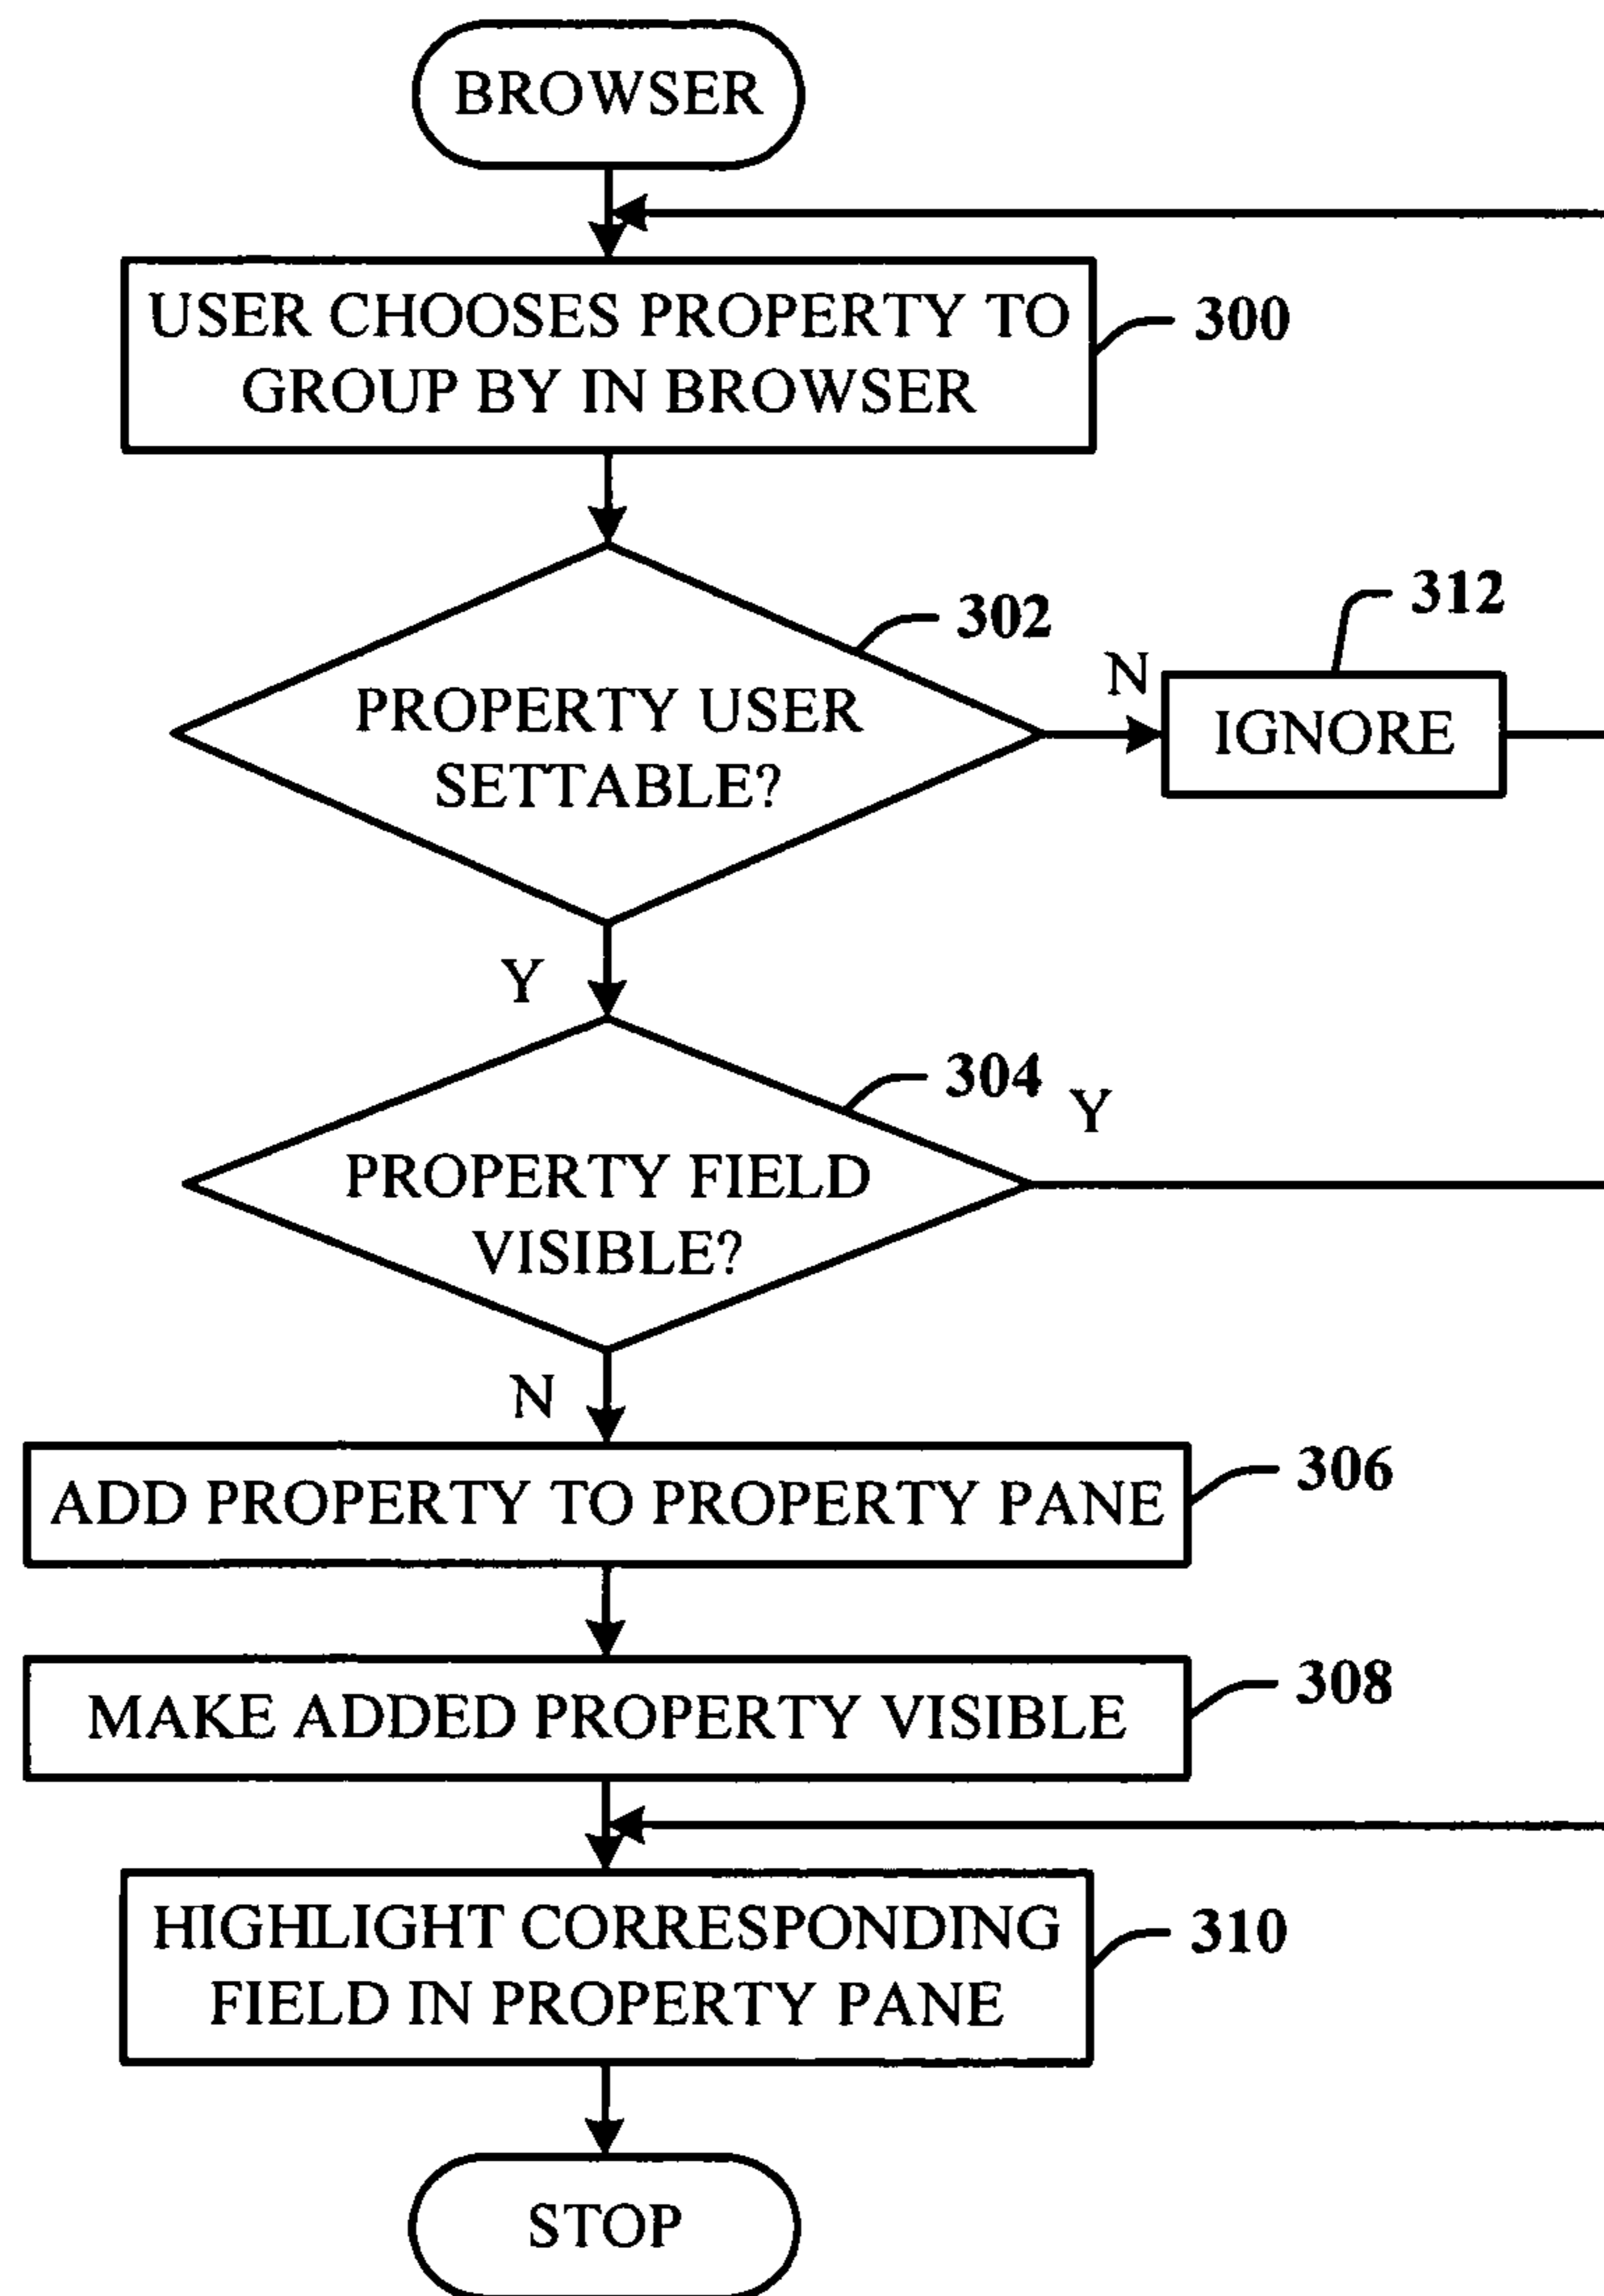 BROWSER
USER CHOOSES PROPERTY TO
GROUP BY IN BROWSER
300
302
PROPERTY USER
SETTABLE?
N
312
IGNORE
Y
304
Y
PROPERTY FIELD
VISIBLE?
N
ADD PROPERTY TO PROPERTY PANE
306
MAKE ADDED PROPERTY VISIBLE
308
HIGHLIGHT CORRESPONDING
FIELD IN PROPERTY PANE
310
STOP